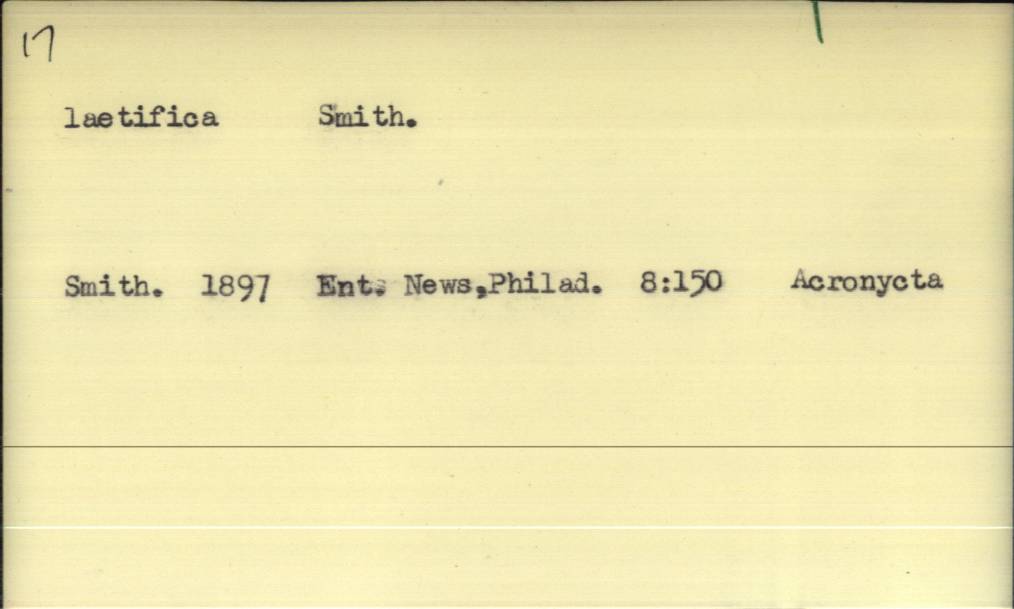 17
laetifica Smith.
Smith. 1897 Ent. News,Philad. 8:150 Acronycta